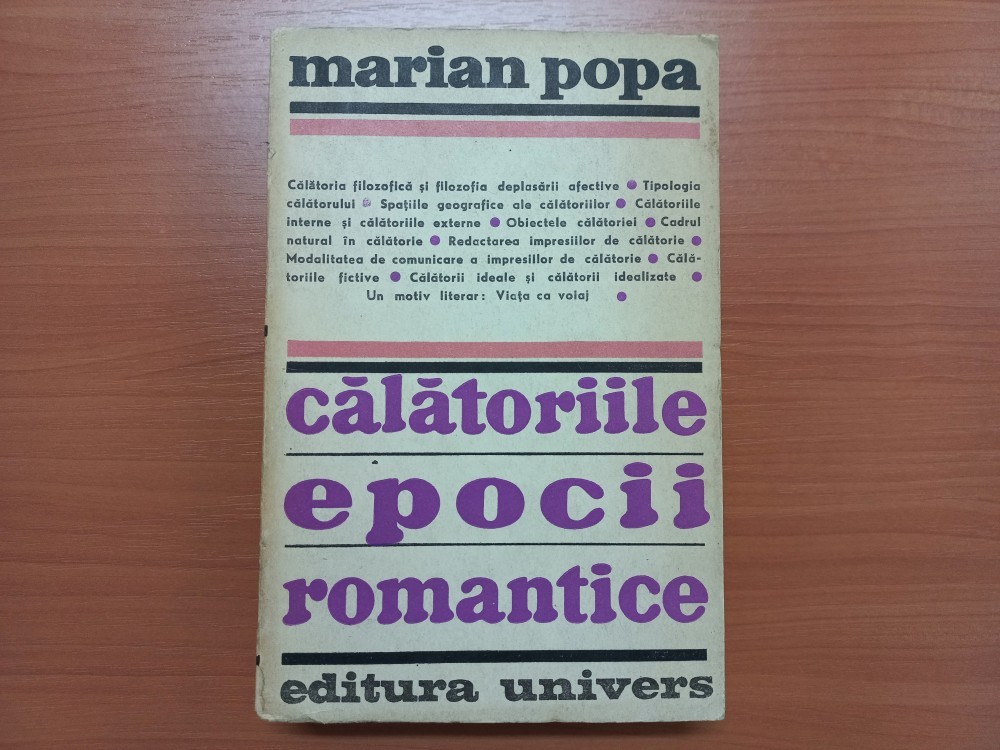 marian popa
Călătoria filozofică și filozofia deplasării afective ● Tipologia
călătorului ● Spațiile geografice ale călătoriilor ● Călătoriile
interne și călătoriile externe ● Obiectele călătoriei ● Cadrul
natural în călătorie ● Redactarea impresiilor de călătorie ●
Modalitatea de comunicare a impresiilor de călătorie ● Călă-
toriile fictive ● Călătorii ideale și călătorii idealizate ●
Un motiv literar: Viața ca voiaj ●
călătoriile
epocii
romantice
editura univers